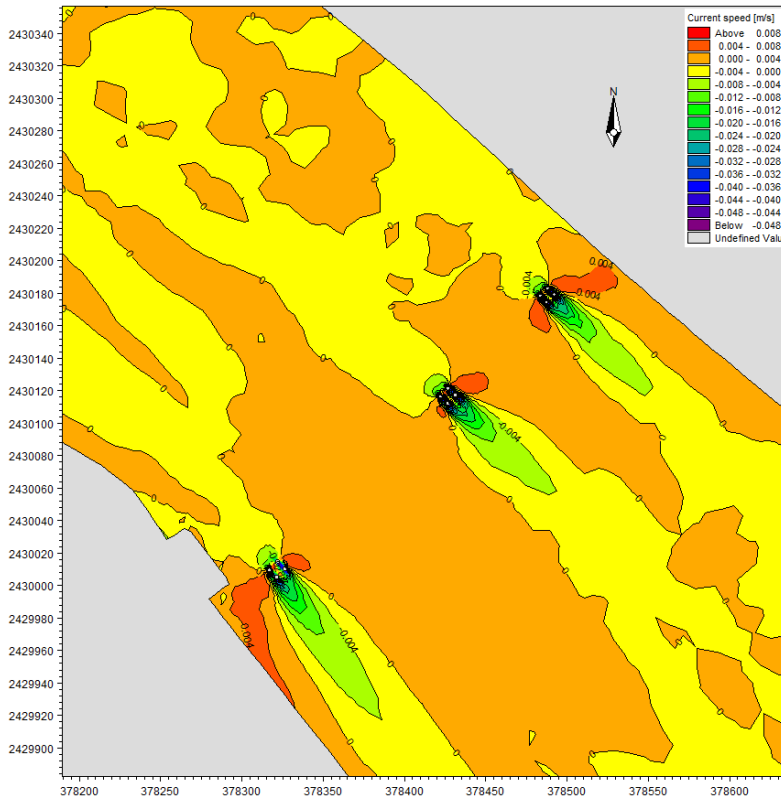 Current speed [m/s]
Above 0.008
0.004 - 0.008
0.000 - 0.004
-0.004 - 0.000
-0.008 - -0.004
-0.012 - -0.008
-0.016 - -0.012
-0.020 - -0.016
-0.024 - -0.020
-0.028 - -0.024
-0.032 - -0.028
-0.036 - -0.032
-0.040 - -0.036
-0.044 - -0.040
-0.048 - -0.044
Below -0.048
Undefined Valu
N
2430340
2430320
2430300
2430280
2430260
2430240
2430220
2430200
2430180
2430160
2430140
2430120
2430100
2430080
2430060
2430040
2430020
2430000
2429980
2429960
2429940
2429920
2429900
0.004
-0.004
0.004
-0.004
-0.004
0.004
378200
378250
378300
378350
378400
378450
378500
378550
378600